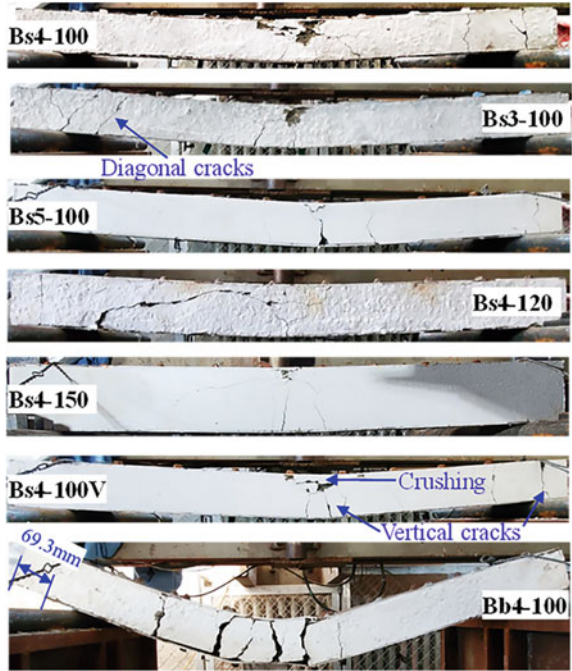 Bs4-100
Bs3-100
Diagonal cracks
Bs5-100
Bs4-120
Bs4-150
Bs4-100V
Crushing
Vertical cracks
69.3mm
Bb4-100